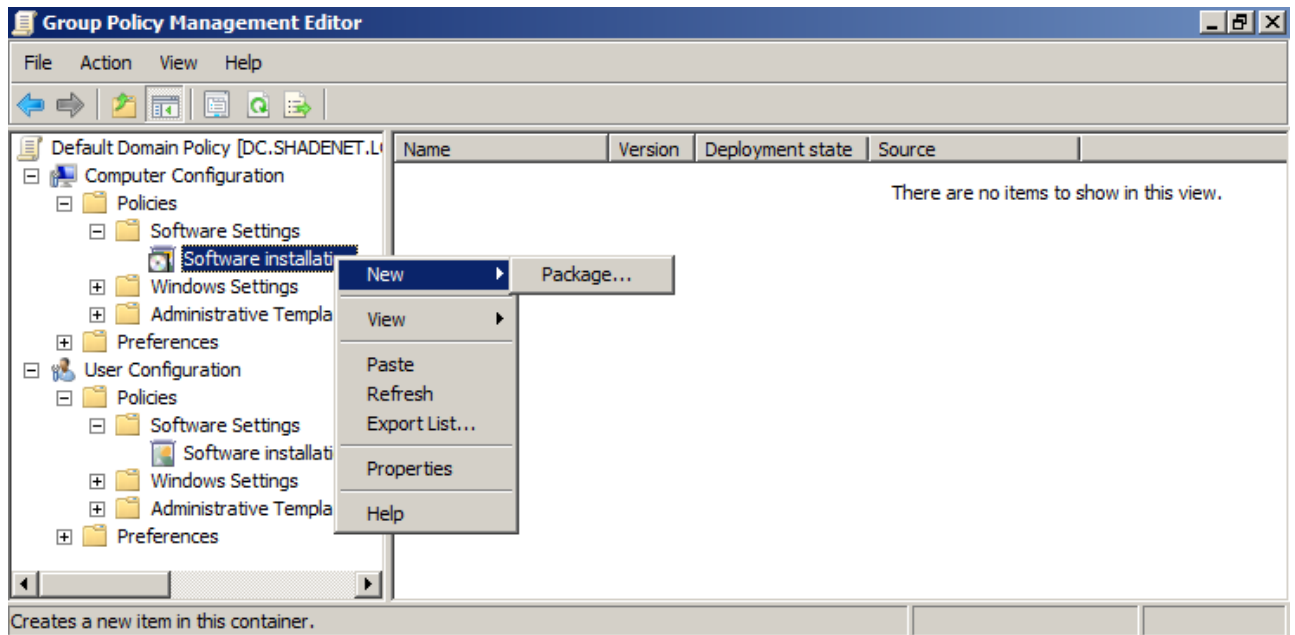 Group Policy Management Editor
File Action View Help
Default Domain Policy [DC.SHADENET.L
Name Version Deployment state Source
Computer Configuration
There are no items to show in this view.
Policies
Software Settings
Software installati
New Package...
Windows Settings
Administrative Templa
View
Preferences
User Configuration
Paste
Policies
Refresh
Software Settings
Export List...
Software installati
Properties
Windows Settings
Administrative Templa
Help
Preferences
Creates a new item in this container.